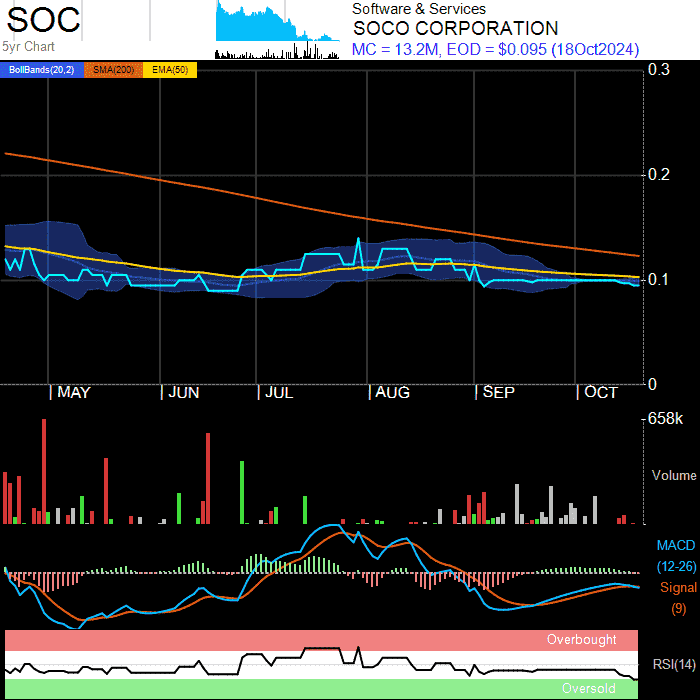 SOC
5yr Chart
Software & Services
SOCO CORPORATION
MC = 13.2M, EOD = $0.095 (18Oct2024)
BollBands(20,2) SMA(200) EMA(50)
0.3
0.2
0.1
0
MAY JUN JUL AUG SEP OCT
658k
Volume
MACD
(12-26)
Signal
(9)
Overbought
RSI(14)
Oversold